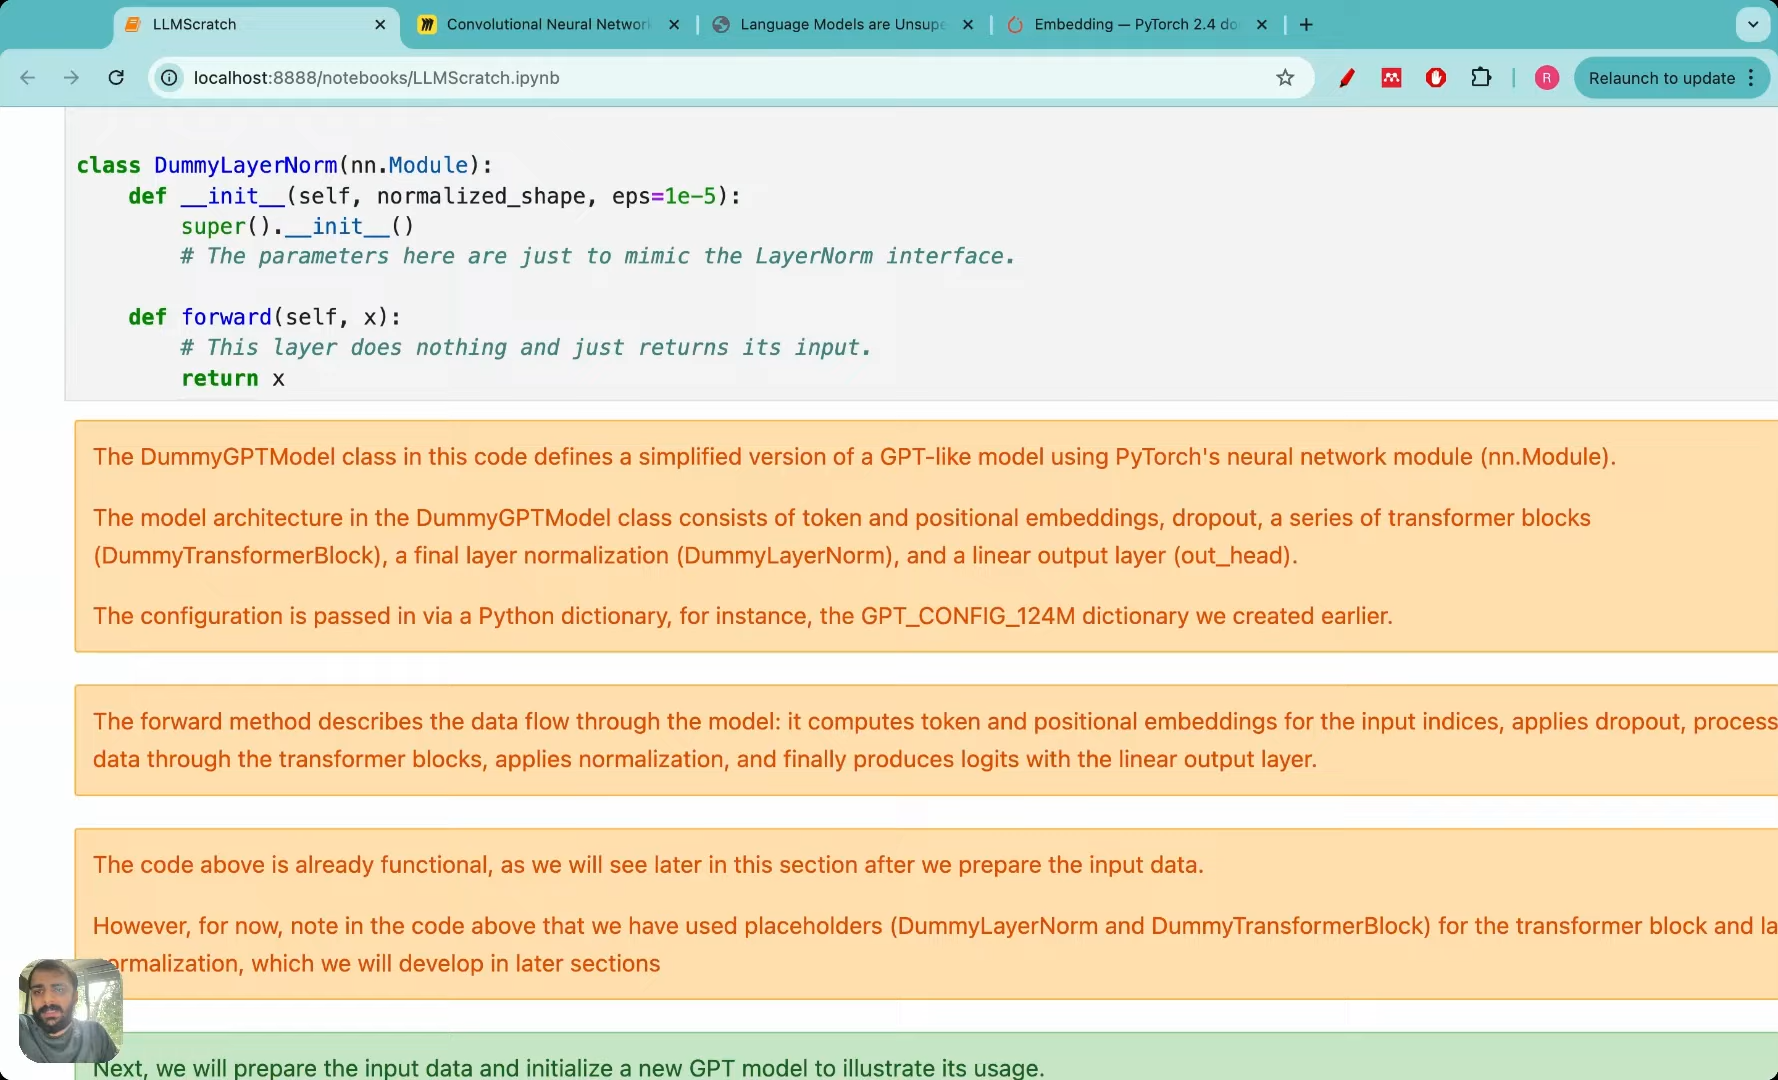 LLMScratch
Convolutional Neural Networ
Language Models are Unsupe
Embedding — PyTorch 2.4 do
localhost:8888/notebooks/LLMScratch.ipynb
R
Relaunch to update
class DummyLayerNorm(nn.Module):
def __init__(self, normalized_shape, eps=1e-5):
super().__init__()
# The parameters here are just to mimic the LayerNorm interface.
def forward(self, x):
# This layer does nothing and just returns its input.
return x
The DummyGPTModel class in this code defines a simplified version of a GPT-like model using PyTorch's neural network module (nn.Module).
The model architecture in the DummyGPTModel class consists of token and positional embeddings, dropout, a series of transformer blocks
(DummyTransformerBlock), a final layer normalization (DummyLayerNorm), and a linear output layer (out_head).
The configuration is passed in via a Python dictionary, for instance, the GPT_CONFIG_124M dictionary we created earlier.
The forward method describes the data flow through the model: it computes token and positional embeddings for the input indices, applies dropout, process
data through the transformer blocks, applies normalization, and finally produces logits with the linear output layer.
The code above is already functional, as we will see later in this section after we prepare the input data.
However, for now, note in the code above that we have used placeholders (DummyLayerNorm and DummyTransformerBlock) for the transformer block and la
ormalization, which we will develop in later sections
Next, we will prepare the input data and initialize a new GPT model to illustrate its usage.